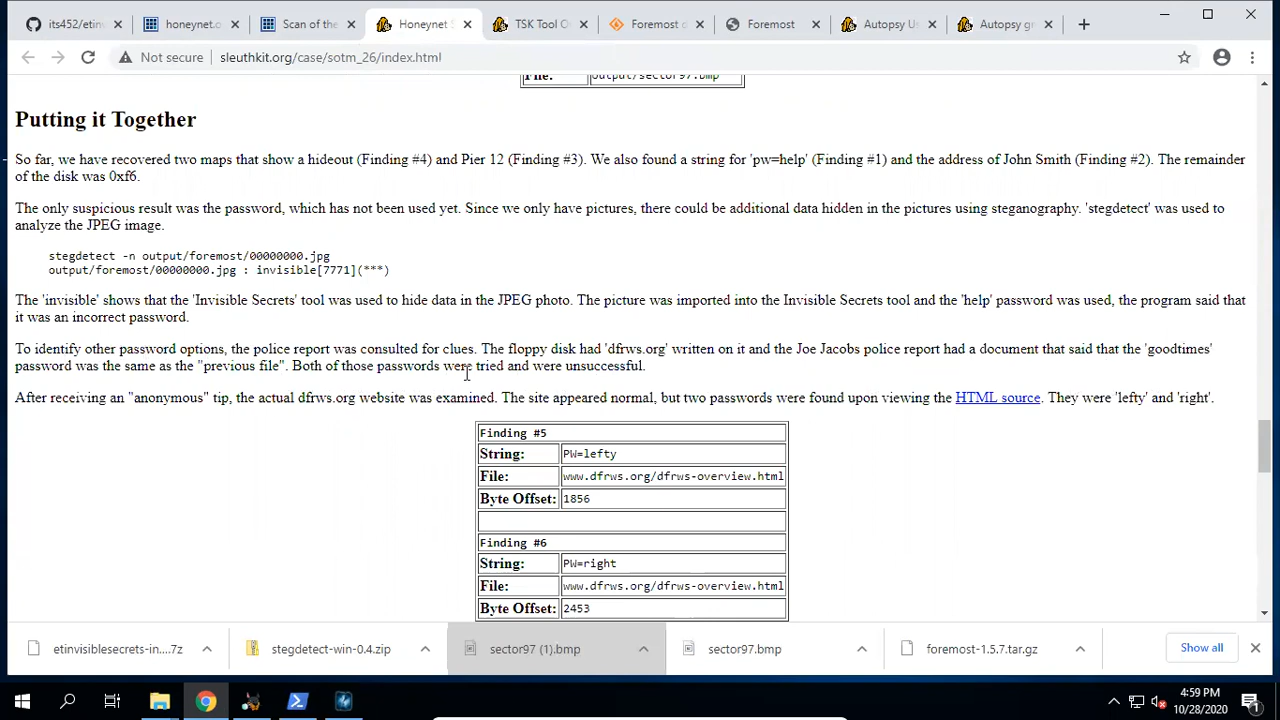 its452/etinv
honeynet.o
Scan of the
Honeynet S
TSK Tool O
Foremost d
Foremost
Autopsy Us
Autopsy gr
Not secure
sleuthkit.org/case/sotm_26/index.html
File: output/sector97.bmp
Putting it Together
So far, we have recovered two maps that show a hideout (Finding #4) and Pier 12 (Finding #3). We also found a string for 'pw=help' (Finding #1) and the address of John Smith (Finding #2). The remainder
of the disk was 0xf6.
The only suspicious result was the password, which has not been used yet. Since we only have pictures, there could be additional data hidden in the pictures using steganography. 'stegdetect' was used to
analyze the JPEG image.
stegdetect -n output/foremost/00000000.jpg
output/foremost/00000000.jpg : invisible[7771](***)
The 'invisible' shows that the 'Invisible Secrets' tool was used to hide data in the JPEG photo. The picture was imported into the Invisible Secrets tool and the 'help' password was used, the program said that
it was an incorrect password.
To identify other password options, the police report was consulted for clues. The floppy disk had 'dfrws.org' written on it and the Joe Jacobs police report had a document that said that the 'goodtimes'
password was the same as the "previous file". Both of those passwords were tried and were unsuccessful.
After receiving an "anonymous" tip, the actual dfrws.org website was examined. The site appeared normal, but two passwords were found upon viewing the HTML source. They were 'lefty' and 'right'.
Finding #5
String: PW=lefty
File: www.dfrws.org/dfrws-overview.html
Byte Offset: 1856
Finding #6
String: PW=right
File: www.dfrws.org/dfrws-overview.html
Byte Offset: 2453
etinvisiblesecrets-in....7z
stegdetect-win-0.4.zip
sector97 (1).bmp
sector97.bmp
foremost-1.5.7.tar.gz
Show all
4:59 PM
10/28/2020
1